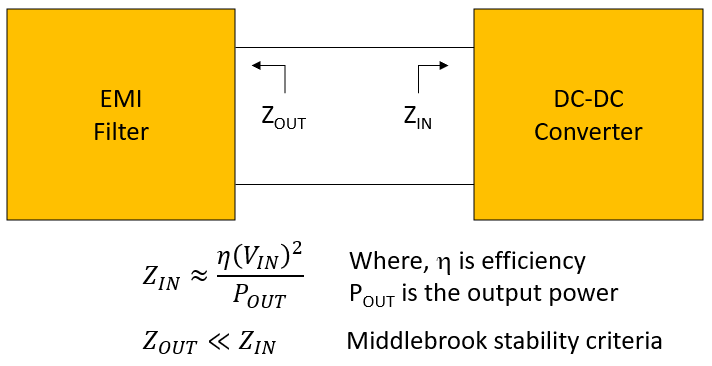 EMI
Filter
Z_OUT
Z_IN
DC-DC
Converter
Z_IN ≈ η(V_IN)² / P_OUT
Where, η is efficiency
P_OUT is the output power
Z_OUT ≪ Z_IN
Middlebrook stability criteria